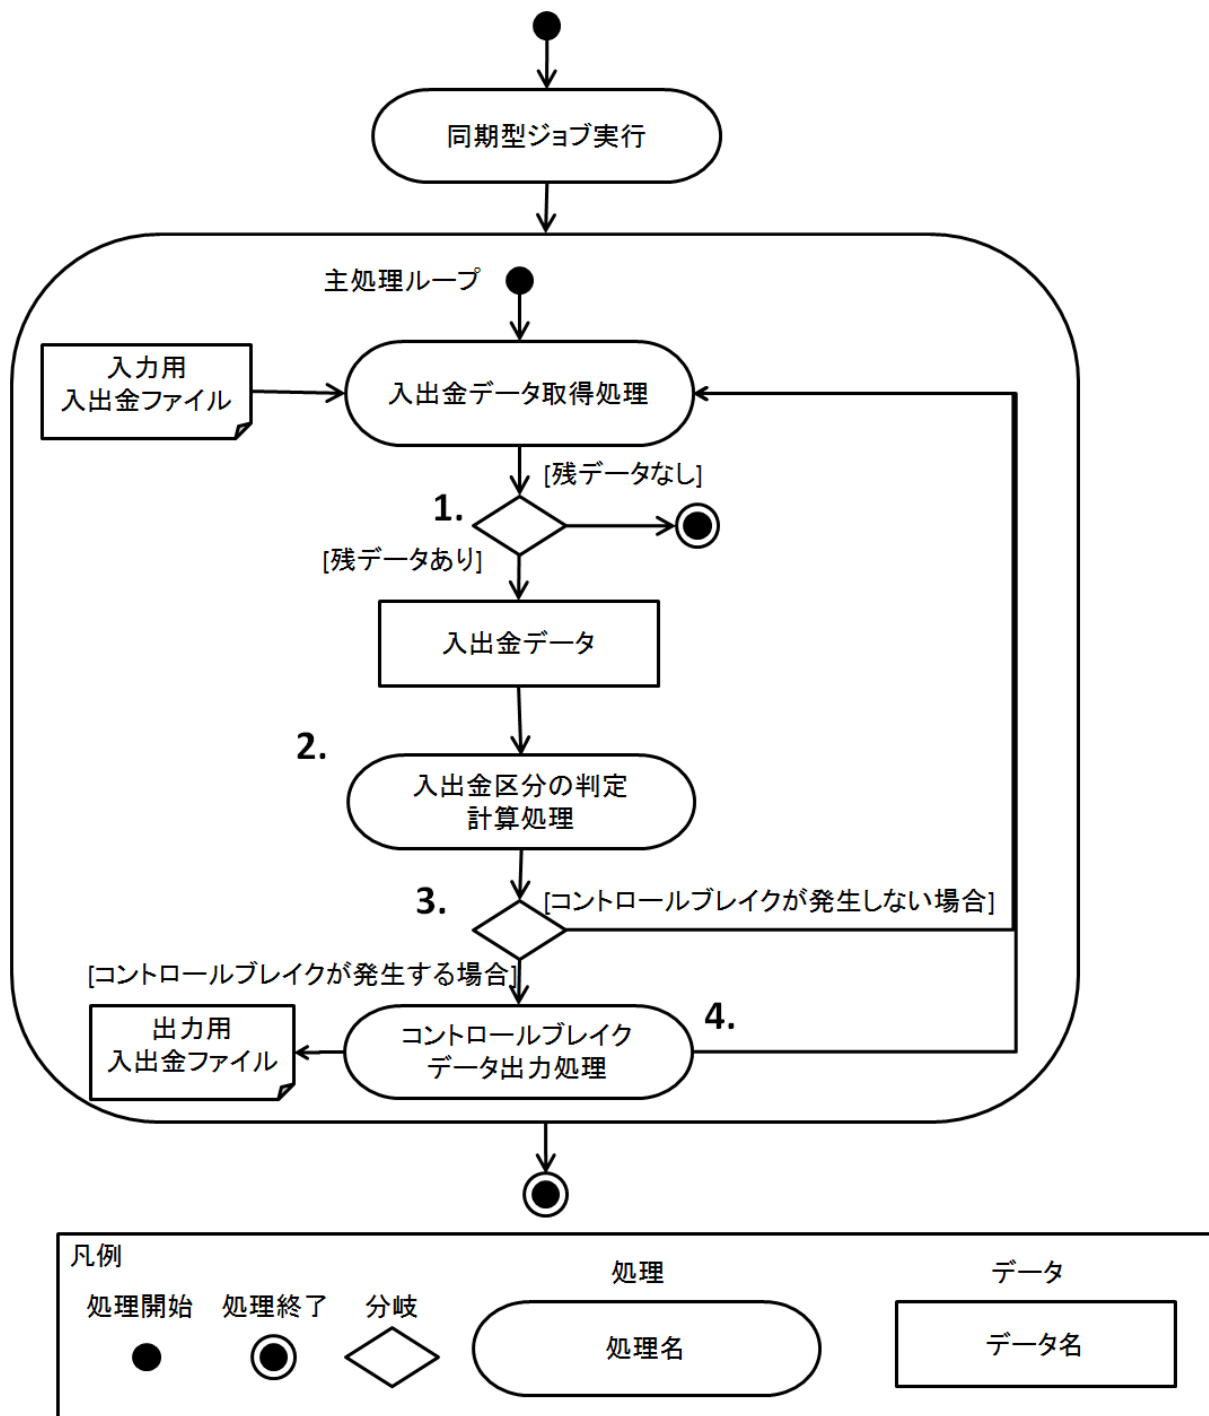 同期型ジョブ実行
主処理ループ
入力用
入出金ファイル
入出金データ取得処理
[残データなし]
1.
[残データあり]
入出金データ
2.
入出金区分の判定
計算処理
3.
[コントロールブレイクが発生しない場合]
[コントロールブレイクが発生する場合]
出力用
入出金ファイル
コントロールブレイク
データ出力処理
4.
凡例
処理開始
処理終了
分岐
処理
処理名
データ
データ名